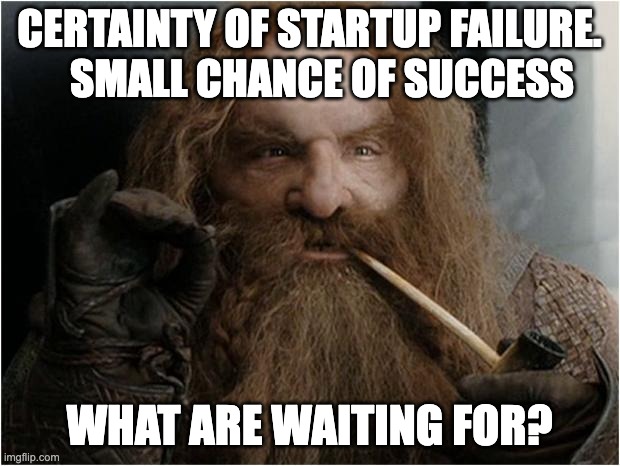 CERTAINTY OF STARTUP FAILURE.
SMALL CHANCE OF SUCCESS
WHAT ARE WAITING FOR?
imgflip.com